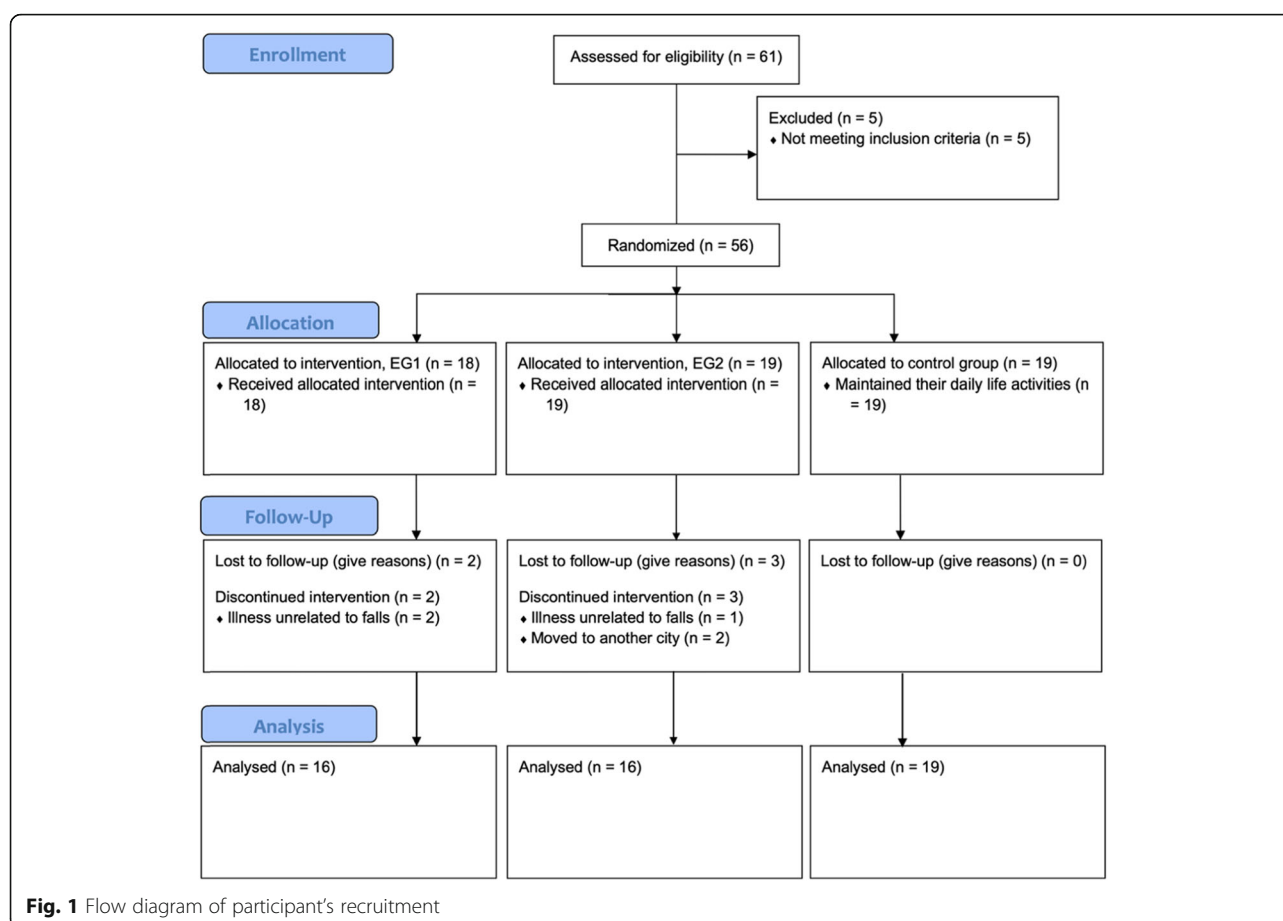 Enrollment
Assessed for eligibility (n = 61)
Excluded (n = 5)
♦ Not meeting inclusion criteria (n = 5)
Randomized (n = 56)
Allocation
Allocated to intervention, EG1 (n = 18)
♦ Received allocated intervention (n =
18)
Allocated to intervention, EG2 (n = 19)
♦ Received allocated intervention (n =
19)
Allocated to control group (n = 19)
♦ Maintained their daily life activities (n
= 19)
Follow-Up
Lost to follow-up (give reasons) (n = 2)
Discontinued intervention (n = 2)
♦ Illness unrelated to falls (n = 2)
Lost to follow-up (give reasons) (n = 3)
Discontinued intervention (n = 3)
♦ Illness unrelated to falls (n = 1)
♦ Moved to another city (n = 2)
Lost to follow-up (give reasons) (n = 0)
Analysis
Analysed (n = 16)
Analysed (n = 16)
Analysed (n = 19)
Fig. 1 Flow diagram of participant's recruitment